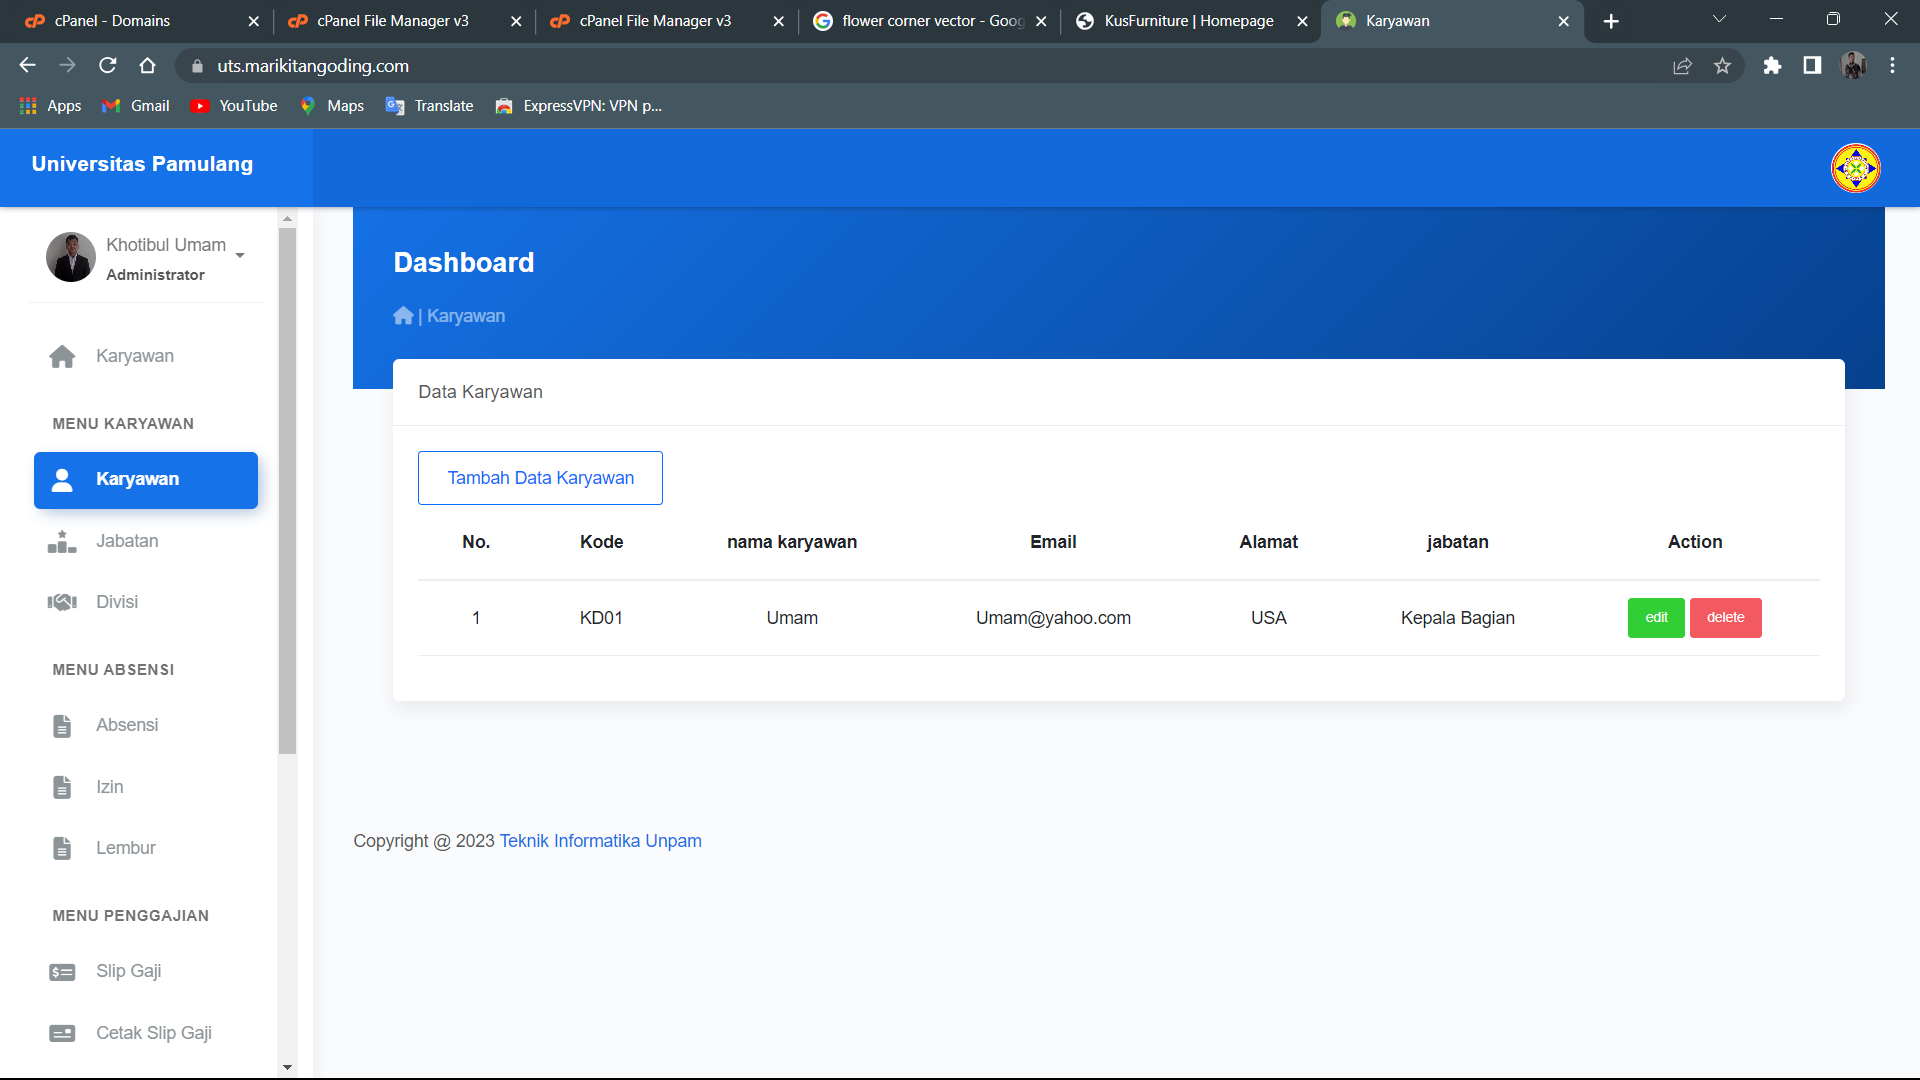 cPanel - Domains
cPanel File Manager v3
cPanel File Manager v3
flower corner vector - Goog
KusFurniture | Homepage
Karyawan
uts.marikitangoding.com
Apps
Gmail
YouTube
Maps
Translate
ExpressVPN: VPN p...
Universitas Pamulang
Khotibul Umam
Administrator
Karyawan
MENU KARYAWAN
Karyawan
Jabatan
Divisi
MENU ABSENSI
Absensi
Izin
Lembur
MENU PENGGAJIAN
Slip Gaji
Cetak Slip Gaji
Dashboard
| Karyawan
Data Karyawan
Tambah Data Karyawan
No. Kode nama karyawan Email Alamat jabatan Action
1 KD01 Umam Umam@yahoo.com USA Kepala Bagian edit delete
Copyright @ 2023 Teknik Informatika Unpam